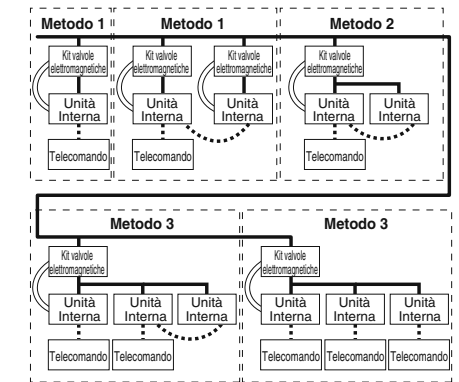 Metodo 1
Metodo 1
Metodo 2
Kit valvole
elettromagnetiche
Kit valvole
elettromagnetiche
Kit valvole
elettromagnetiche
Kit valvole
elettromagnetiche
Unità
Interna
Unità
Interna
Unità
Interna
Unità
Interna
Unità
Interna
Telecomando
Telecomando
Telecomando
Metodo 3
Metodo 3
Kit valvole
elettromagnetiche
Kit valvole
elettromagnetiche
Unità
Interna
Unità
Interna
Unità
Interna
Unità
Interna
Unità
Interna
Unità
Interna
Telecomando
Telecomando
Telecomando
Telecomando
Telecomando